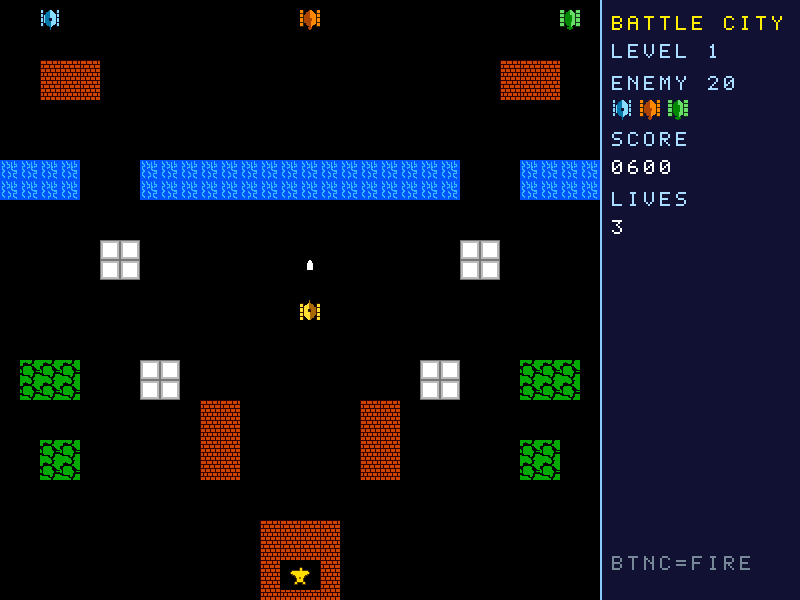 BATTLE CITY
LEVEL 1
ENEMY 20
SCORE
0600
LIVES
3
BTNC=FIRE